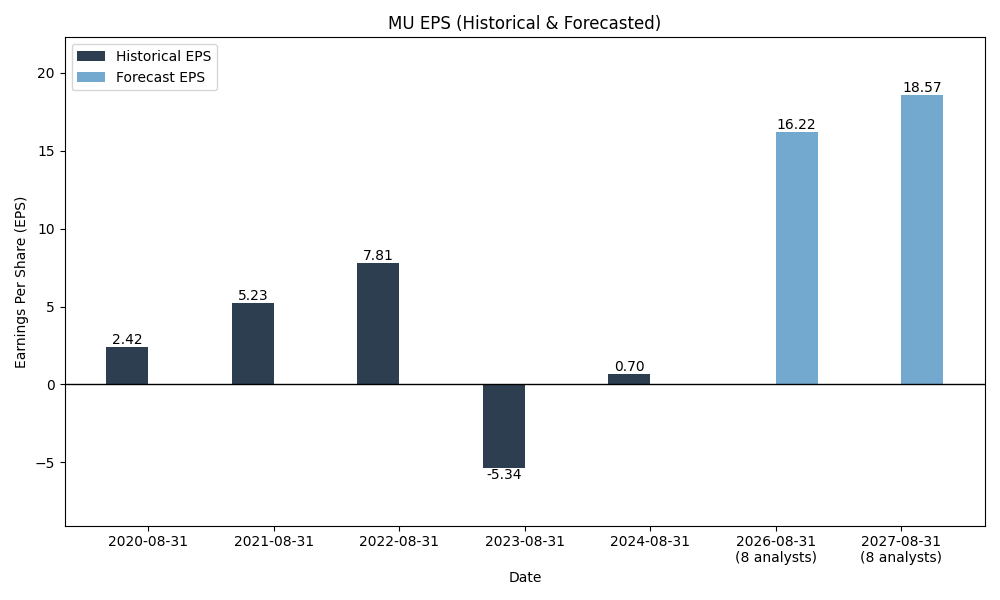 MU EPS (Historical & Forecasted)
Historical EPS
Forecast EPS
Earnings Per Share (EPS)
20
15
10
5
0
−5
2.42
5.23
7.81
-5.34
0.70
16.22
18.57
2020-08-31
2021-08-31
2022-08-31
2023-08-31
2024-08-31
2026-08-31
(8 analysts)
2027-08-31
(8 analysts)
Date